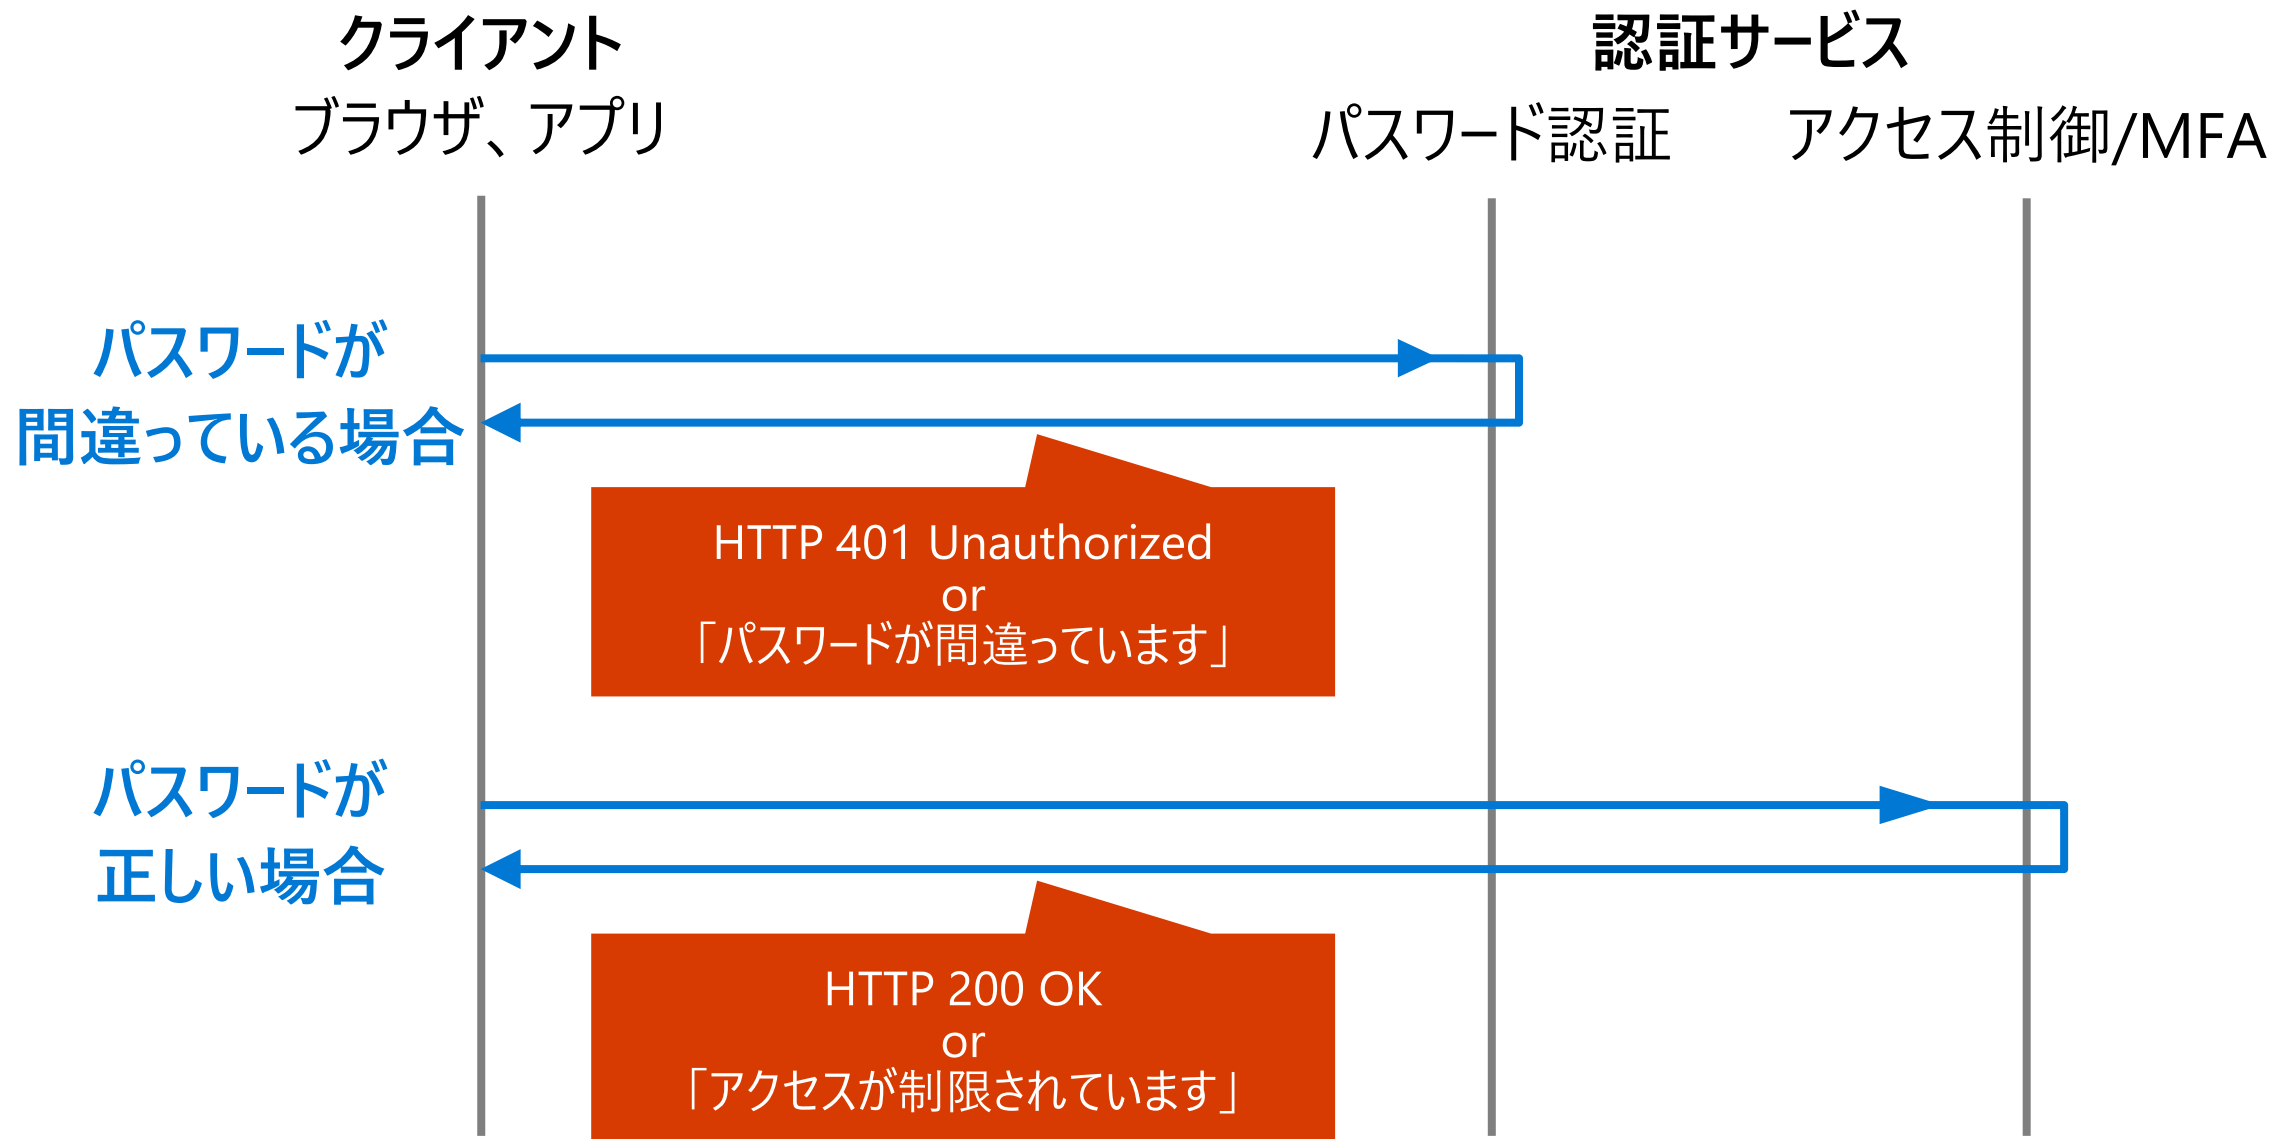 クライアント
認証サービス
ブラウザ、アプリ
パスワード認証
アクセス制御/MFA
パスワードが
間違っている場合
HTTP 401 Unauthorized
or
「パスワードが間違っています」
パスワードが
正しい場合
HTTP 200 OK
or
「アクセスが制限されています」